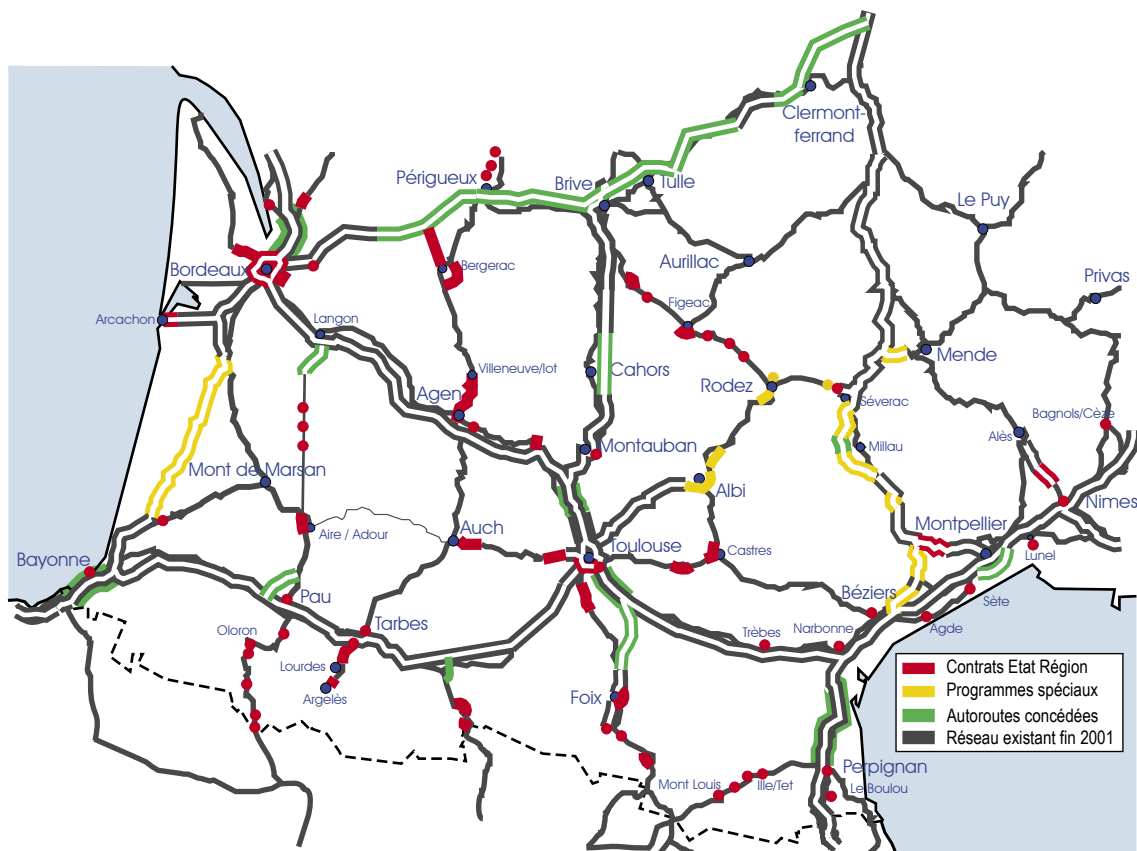 Clermont-
ferrand
Périgueux
Brive
Tulle
Le Puy
Bordeaux
Bergerac
Aurillac
Privas
Arcachon
Langon
Figeac
Mende
Villeneuve/lot
Cahors
Rodez
Agen
Séverac
Bagnols/Cèze
Alès
Millau
Montauban
Mont de Marsan
Albi
Nimes
Aire / Adour
Auch
Toulouse
Castres
Montpellier
Lunel
Bayonne
Pau
Béziers
Sète
Oloron
Tarbes
Trèbes
Narbonne
Agde
Lourdes
Argelès
Foix
Contrats Etat Région
Programmes spéciaux
Autoroutes concédées
Réseau existant fin 2001
Mont Louis
Ille/Tet
Perpignan
Le Boulou